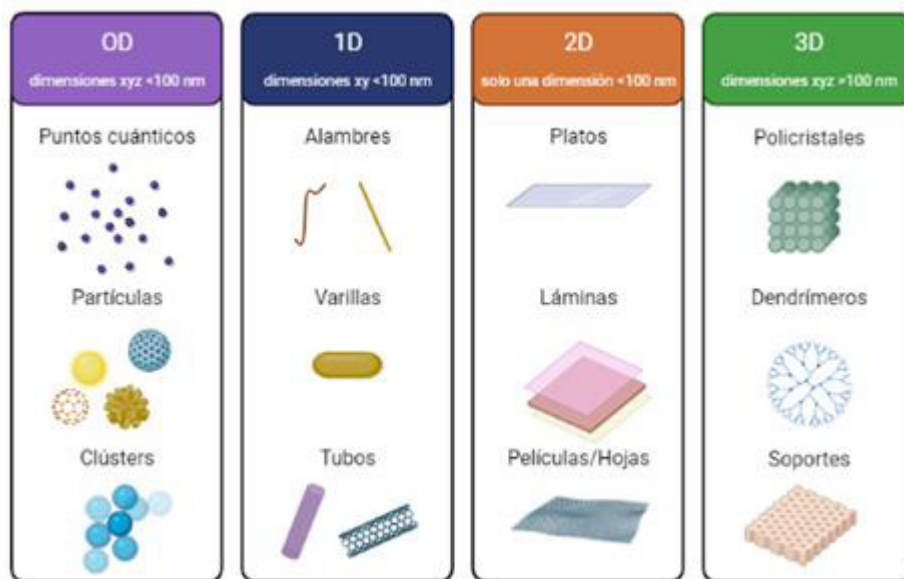 0D
dimensiones xyz <100 nm
Puntos cuánticos
Partículas
Clústers
1D
dimensiones xy <100 nm
Alambres
Varillas
Tubos
2D
solo una dimensión <100 nm
Platos
Láminas
Películas/Hojas
3D
dimensiones xyz >100 nm
Policristales
Dendrímeros
Soportes